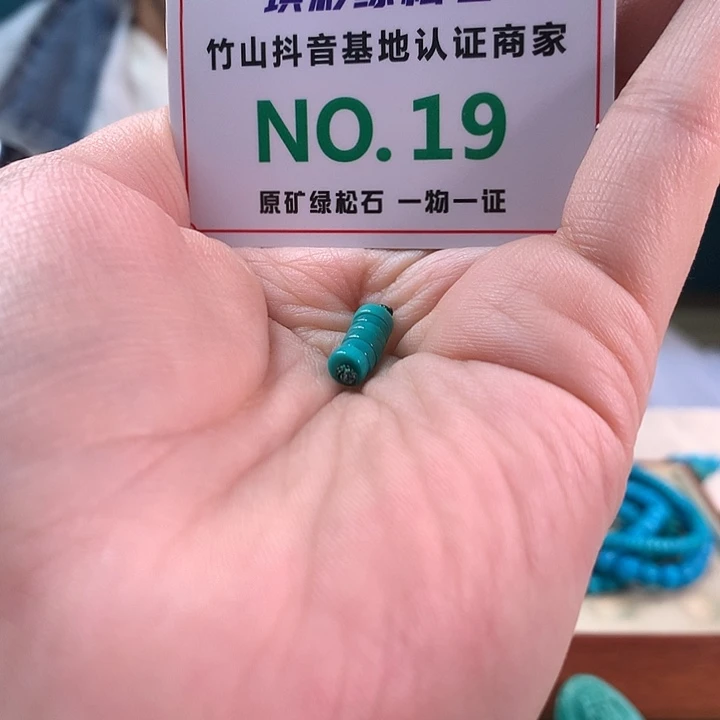 竹山抖音基地认证商家
NO.19
原矿绿松石 一物一证